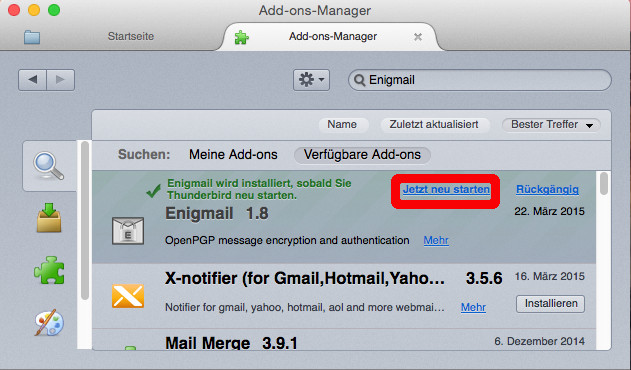 Add-ons-Manager
Startseite
Add-ons-Manager
Enigmail
Name Zuletzt aktualisiert Bester Treffer
Suchen: Meine Add-ons Verfügbare Add-ons
Enigmail wird installiert, sobald Sie
Thunderbird neu starten.
Jetzt neu starten Rückgängig
Enigmail 1.8 22. März 2015
OpenPGP message encryption and authentication Mehr
X-notifier (for Gmail,Hotmail,Yaho… 3.5.6 16. März 2015
Notifier for gmail, yahoo, hotmail, aol and more webmai… Mehr Installieren
Mail Merge 3.9.1 6. Dezember 2014